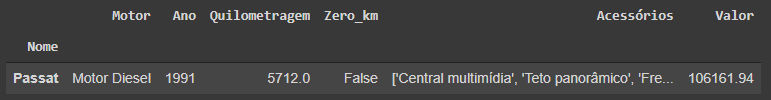 Motor Ano Quilometragem Zero_km Acessórios Valor
Nome
Passat Motor Diesel 1991 5712.0 False ['Central multimídia', 'Teto panorâmico', 'Fre... 106161.94